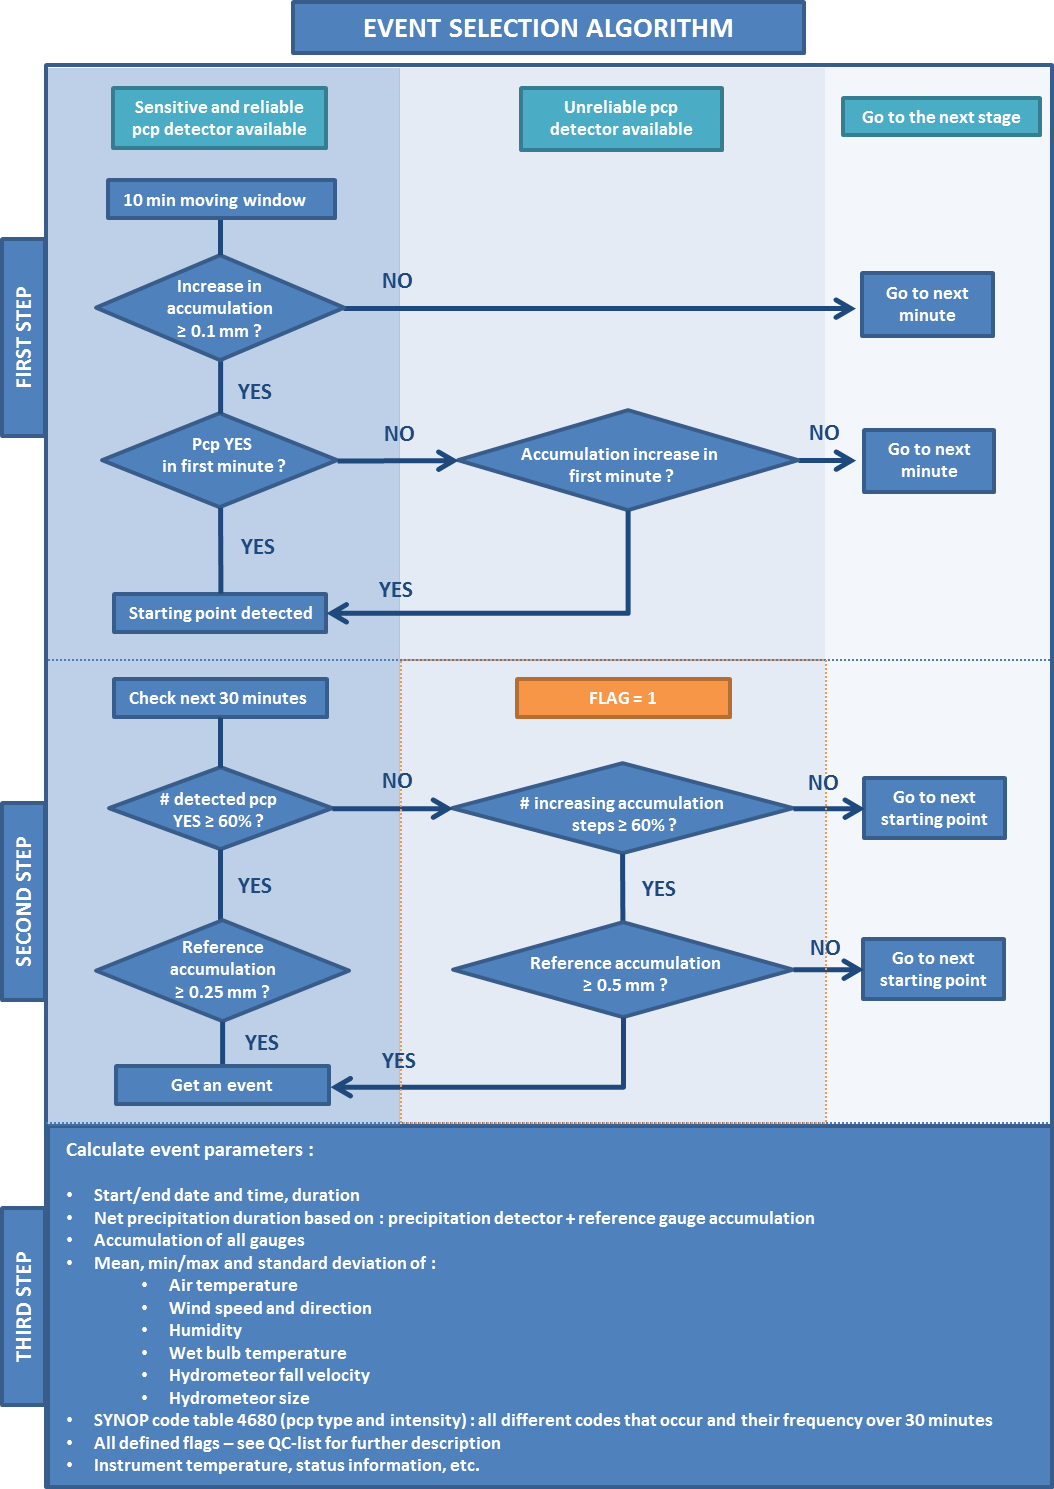 EVENT SELECTION ALGORITHM
Sensitive and reliable
pcp detector available
Unreliable pcp
detector available
Go to the next stage
FIRST STEP
10 min moving window
Increase in
accumulation
≥ 0.1 mm ?
NO
Go to next
minute
YES
Pcp YES
in first minute ?
NO
Accumulation increase in
first minute ?
NO
Go to next
minute
YES
YES
Starting point detected
SECOND STEP
Check next 30 minutes
FLAG = 1
# detected pcp
YES ≥ 60% ?
NO
# increasing accumulation
steps ≥ 60% ?
NO
Go to next
starting point
YES
YES
Reference
accumulation
≥ 0.25 mm ?
Reference accumulation
≥ 0.5 mm ?
NO
Go to next
starting point
YES
YES
Get an event
THIRD STEP
Calculate event parameters :
• Start/end date and time, duration
• Net precipitation duration based on : precipitation detector + reference gauge accumulation
• Accumulation of all gauges
• Mean, min/max and standard deviation of :
• Air temperature
• Wind speed and direction
• Humidity
• Wet bulb temperature
• Hydrometeor fall velocity
• Hydrometeor size
• SYNOP code table 4680 (pcp type and intensity) : all different codes that occur and their frequency over 30 minutes
• All defined flags – see QC-list for further description
• Instrument temperature, status information, etc.